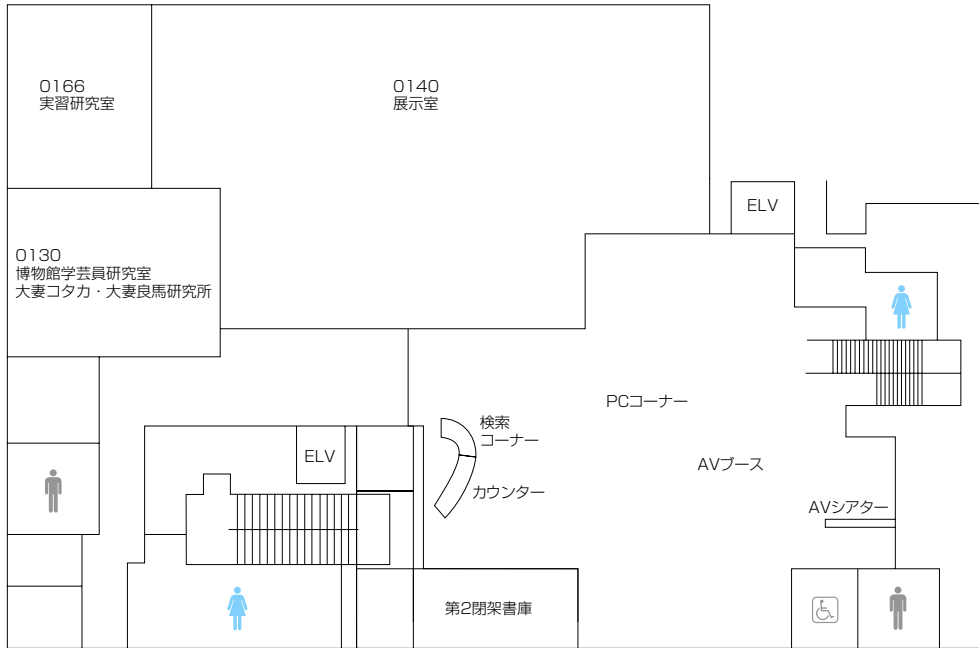 0166
実習研究室
0140
展示室
ELV
0130
博物館学芸員研究室
大妻コタカ・大妻良馬研究所
PCコーナー
検索
コーナー
ELV
AVブース
カウンター
AVシアター
第2閉架書庫